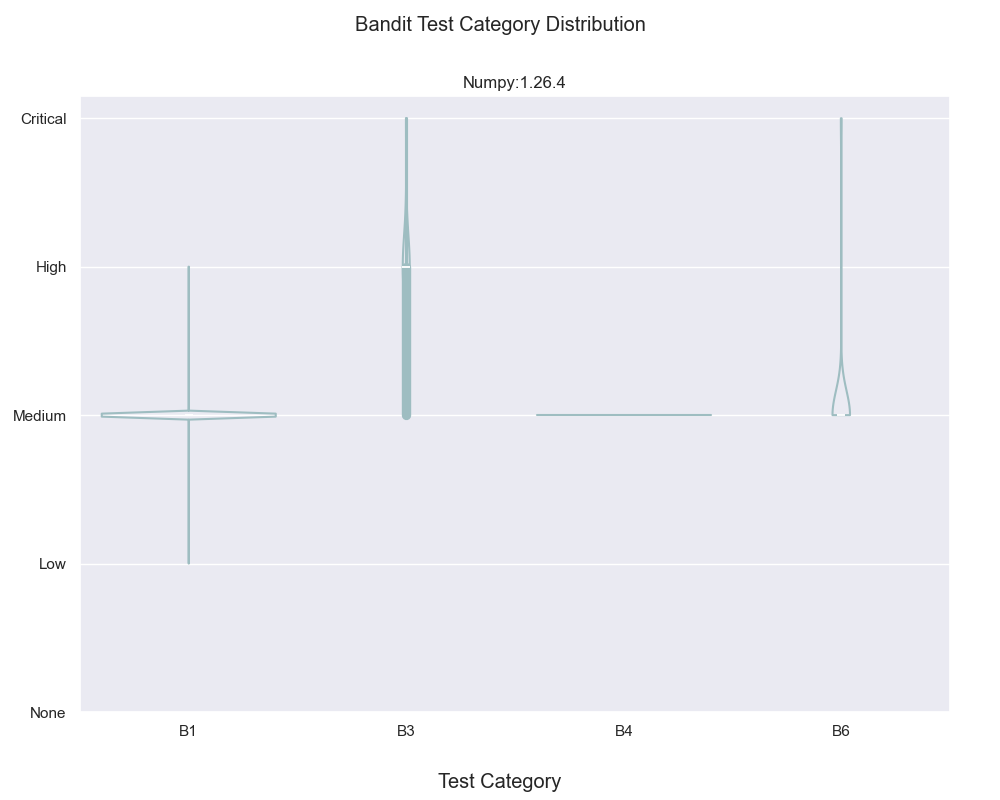 Bandit Test Category Distribution
Numpy:1.26.4
Critical
High
Medium
Low
None
B1 B3 B4 B6
Test Category